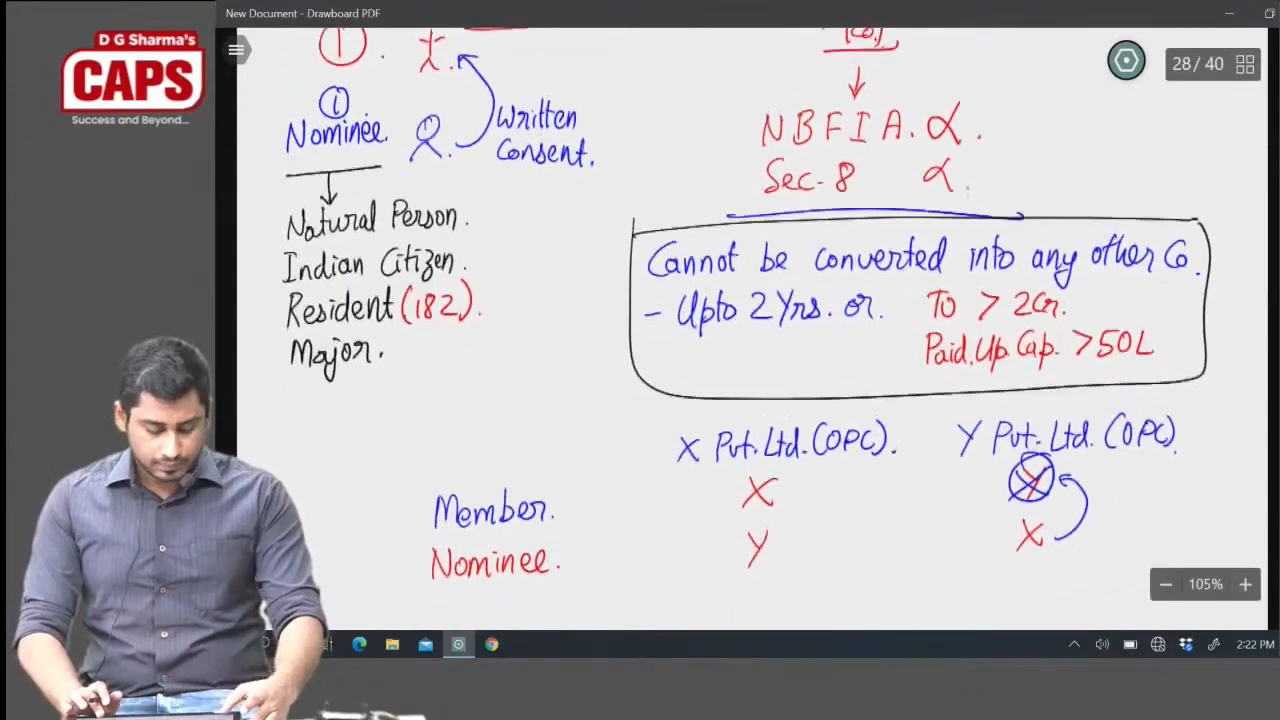 New Document - Drawboard PDF
D G Sharma's
CAPS
Success and Beyond...
28 / 40
1 .
(Co.)
1
Nominee.
Written
Consent.
N B F I A. α .
Sec-8 α .
Natural Person.
Indian Citizen.
Resident (182).
Major.
Cannot be converted into any other Co.
- Upto 2 Yrs. or. To > 2Cr.
Paid.Up.Cap. >50L
X Pvt. Ltd. (OPC). Y Pvt. Ltd. (OPC).
Member. X Y
Nominee. Y X
105%
2:22 PM